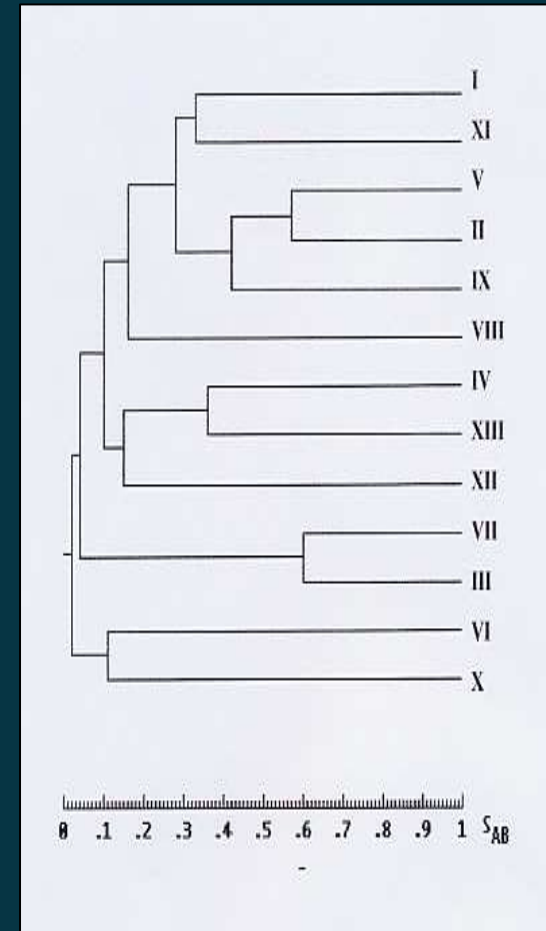 I
XI
V
II
IX
VIII
IV
XIII
XII
VII
III
VI
X
0 .1 .2 .3 .4 .5 .6 .7 .8 .9 1 SAB